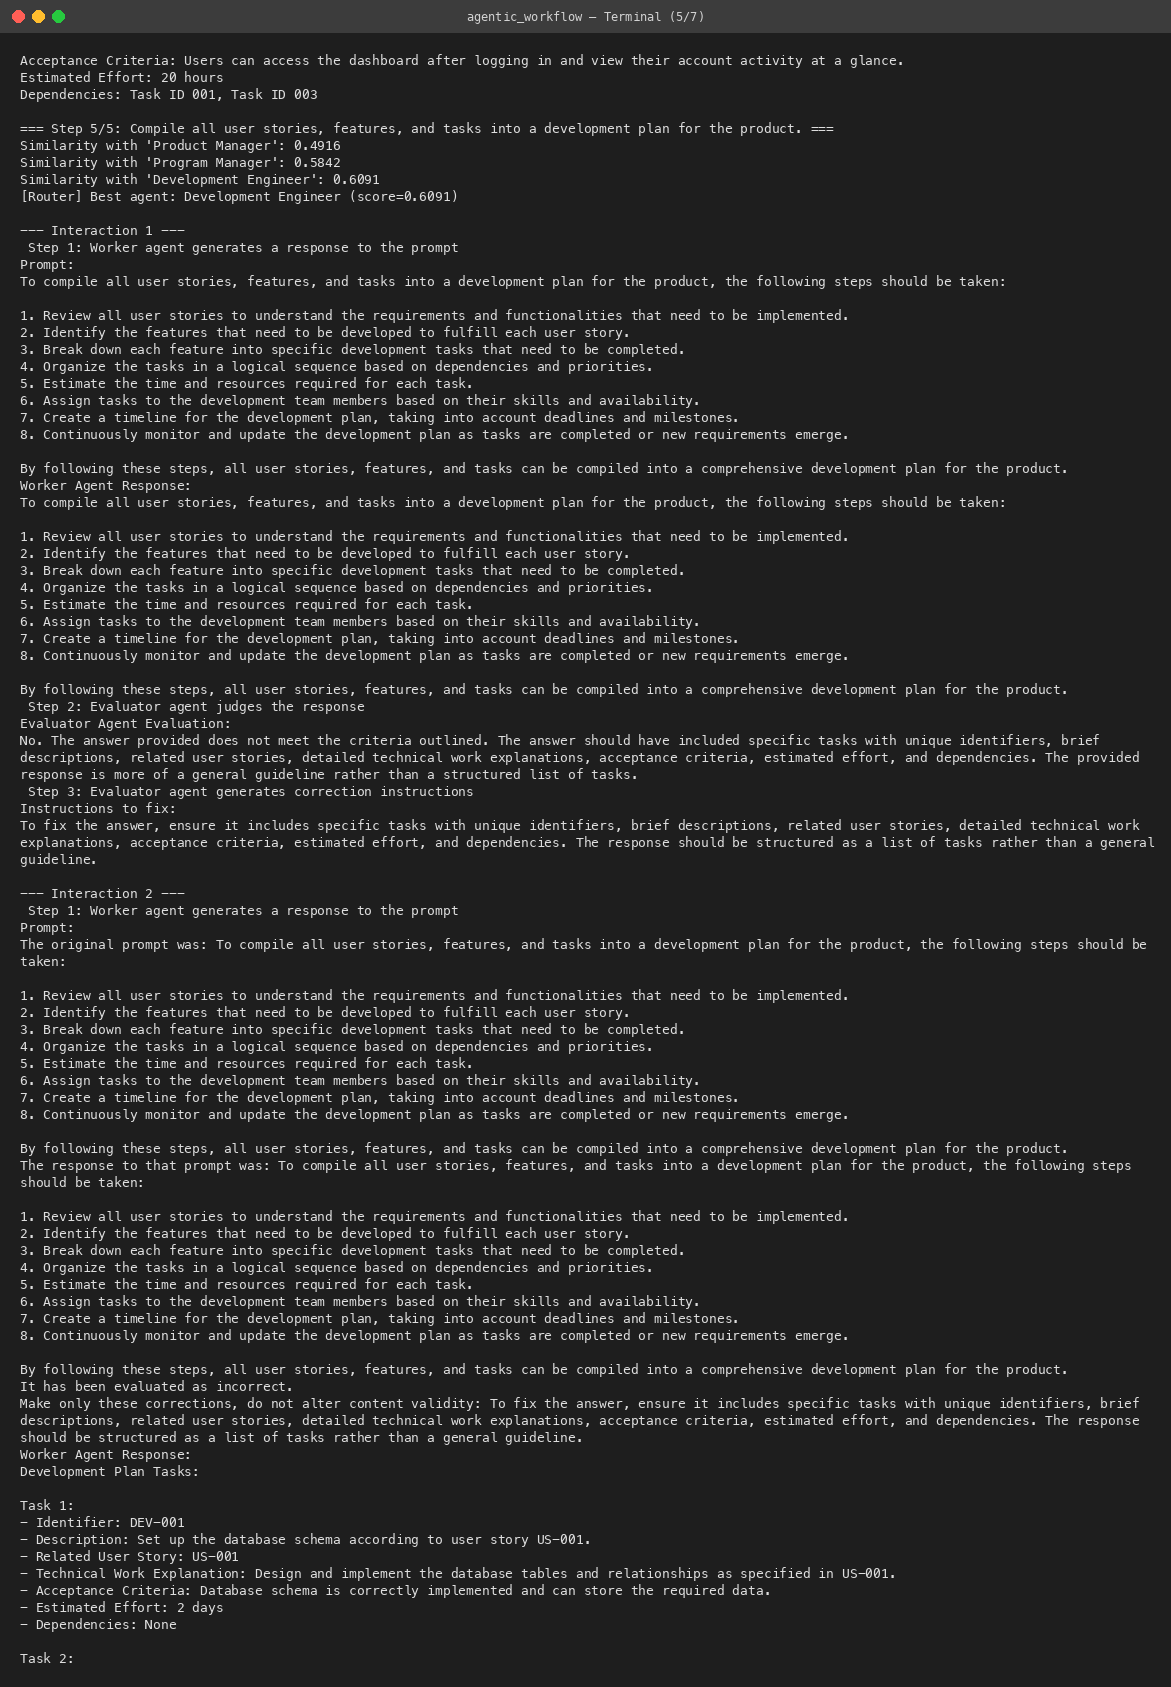 agentic_workflow — Terminal (5/7)
Acceptance Criteria: Users can access the dashboard after logging in and view their account activity at a glance.
Estimated Effort: 20 hours
Dependencies: Task ID 001, Task ID 003
=== Step 5/5: Compile all user stories, features, and tasks into a development plan for the product. ===
Similarity with 'Product Manager': 0.4916
Similarity with 'Program Manager': 0.5842
Similarity with 'Development Engineer': 0.6091
[Router] Best agent: Development Engineer (score=0.6091)
--- Interaction 1 ---
Step 1: Worker agent generates a response to the prompt
Prompt:
To compile all user stories, features, and tasks into a development plan for the product, the following steps should be taken:
1. Review all user stories to understand the requirements and functionalities that need to be implemented.
2. Identify the features that need to be developed to fulfill each user story.
3. Break down each feature into specific development tasks that need to be completed.
4. Organize the tasks in a logical sequence based on dependencies and priorities.
5. Estimate the time and resources required for each task.
6. Assign tasks to the development team members based on their skills and availability.
7. Create a timeline for the development plan, taking into account deadlines and milestones.
8. Continuously monitor and update the development plan as tasks are completed or new requirements emerge.
By following these steps, all user stories, features, and tasks can be compiled into a comprehensive development plan for the product.
Worker Agent Response:
To compile all user stories, features, and tasks into a development plan for the product, the following steps should be taken:
1. Review all user stories to understand the requirements and functionalities that need to be implemented.
2. Identify the features that need to be developed to fulfill each user story.
3. Break down each feature into specific development tasks that need to be completed.
4. Organize the tasks in a logical sequence based on dependencies and priorities.
5. Estimate the time and resources required for each task.
6. Assign tasks to the development team members based on their skills and availability.
7. Create a timeline for the development plan, taking into account deadlines and milestones.
8. Continuously monitor and update the development plan as tasks are completed or new requirements emerge.
By following these steps, all user stories, features, and tasks can be compiled into a comprehensive development plan for the product.
Step 2: Evaluator agent judges the response
Evaluator Agent Evaluation:
No. The answer provided does not meet the criteria outlined. The answer should have included specific tasks with unique identifiers, brief
descriptions, related user stories, detailed technical work explanations, acceptance criteria, estimated effort, and dependencies. The provided
response is more of a general guideline rather than a structured list of tasks.
Step 3: Evaluator agent generates correction instructions
Instructions to fix:
To fix the answer, ensure it includes specific tasks with unique identifiers, brief descriptions, related user stories, detailed technical work
explanations, acceptance criteria, estimated effort, and dependencies. The response should be structured as a list of tasks rather than a general
guideline.
--- Interaction 2 ---
Step 1: Worker agent generates a response to the prompt
Prompt:
The original prompt was: To compile all user stories, features, and tasks into a development plan for the product, the following steps should be
taken:
1. Review all user stories to understand the requirements and functionalities that need to be implemented.
2. Identify the features that need to be developed to fulfill each user story.
3. Break down each feature into specific development tasks that need to be completed.
4. Organize the tasks in a logical sequence based on dependencies and priorities.
5. Estimate the time and resources required for each task.
6. Assign tasks to the development team members based on their skills and availability.
7. Create a timeline for the development plan, taking into account deadlines and milestones.
8. Continuously monitor and update the development plan as tasks are completed or new requirements emerge.
By following these steps, all user stories, features, and tasks can be compiled into a comprehensive development plan for the product.
The response to that prompt was: To compile all user stories, features, and tasks into a development plan for the product, the following steps
should be taken:
1. Review all user stories to understand the requirements and functionalities that need to be implemented.
2. Identify the features that need to be developed to fulfill each user story.
3. Break down each feature into specific development tasks that need to be completed.
4. Organize the tasks in a logical sequence based on dependencies and priorities.
5. Estimate the time and resources required for each task.
6. Assign tasks to the development team members based on their skills and availability.
7. Create a timeline for the development plan, taking into account deadlines and milestones.
8. Continuously monitor and update the development plan as tasks are completed or new requirements emerge.
By following these steps, all user stories, features, and tasks can be compiled into a comprehensive development plan for the product.
It has been evaluated as incorrect.
Make only these corrections, do not alter content validity: To fix the answer, ensure it includes specific tasks with unique identifiers, brief
descriptions, related user stories, detailed technical work explanations, acceptance criteria, estimated effort, and dependencies. The response
should be structured as a list of tasks rather than a general guideline.
Worker Agent Response:
Development Plan Tasks:
Task 1:
- Identifier: DEV-001
- Description: Set up the database schema according to user story US-001.
- Related User Story: US-001
- Technical Work Explanation: Design and implement the database tables and relationships as specified in US-001.
- Acceptance Criteria: Database schema is correctly implemented and can store the required data.
- Estimated Effort: 2 days
- Dependencies: None
Task 2: